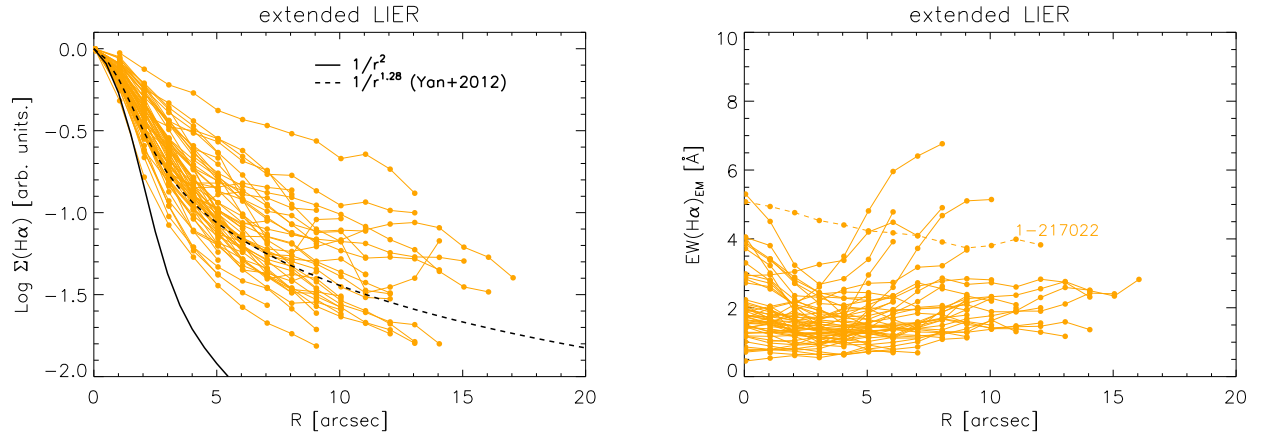 extended LIER
0.0
-0.5
-1.0
-1.5
-2.0
Log Σ(Hα) [arb. units.]
1/r²
1/r¹·²⁸ (Yan+2012)
0 5 10 15 20
R [arcsec]
extended LIER
10
8
6
4
2
0
EW(Hα)EM [Å]
1-217022
0 5 10 15 20
R [arcsec]